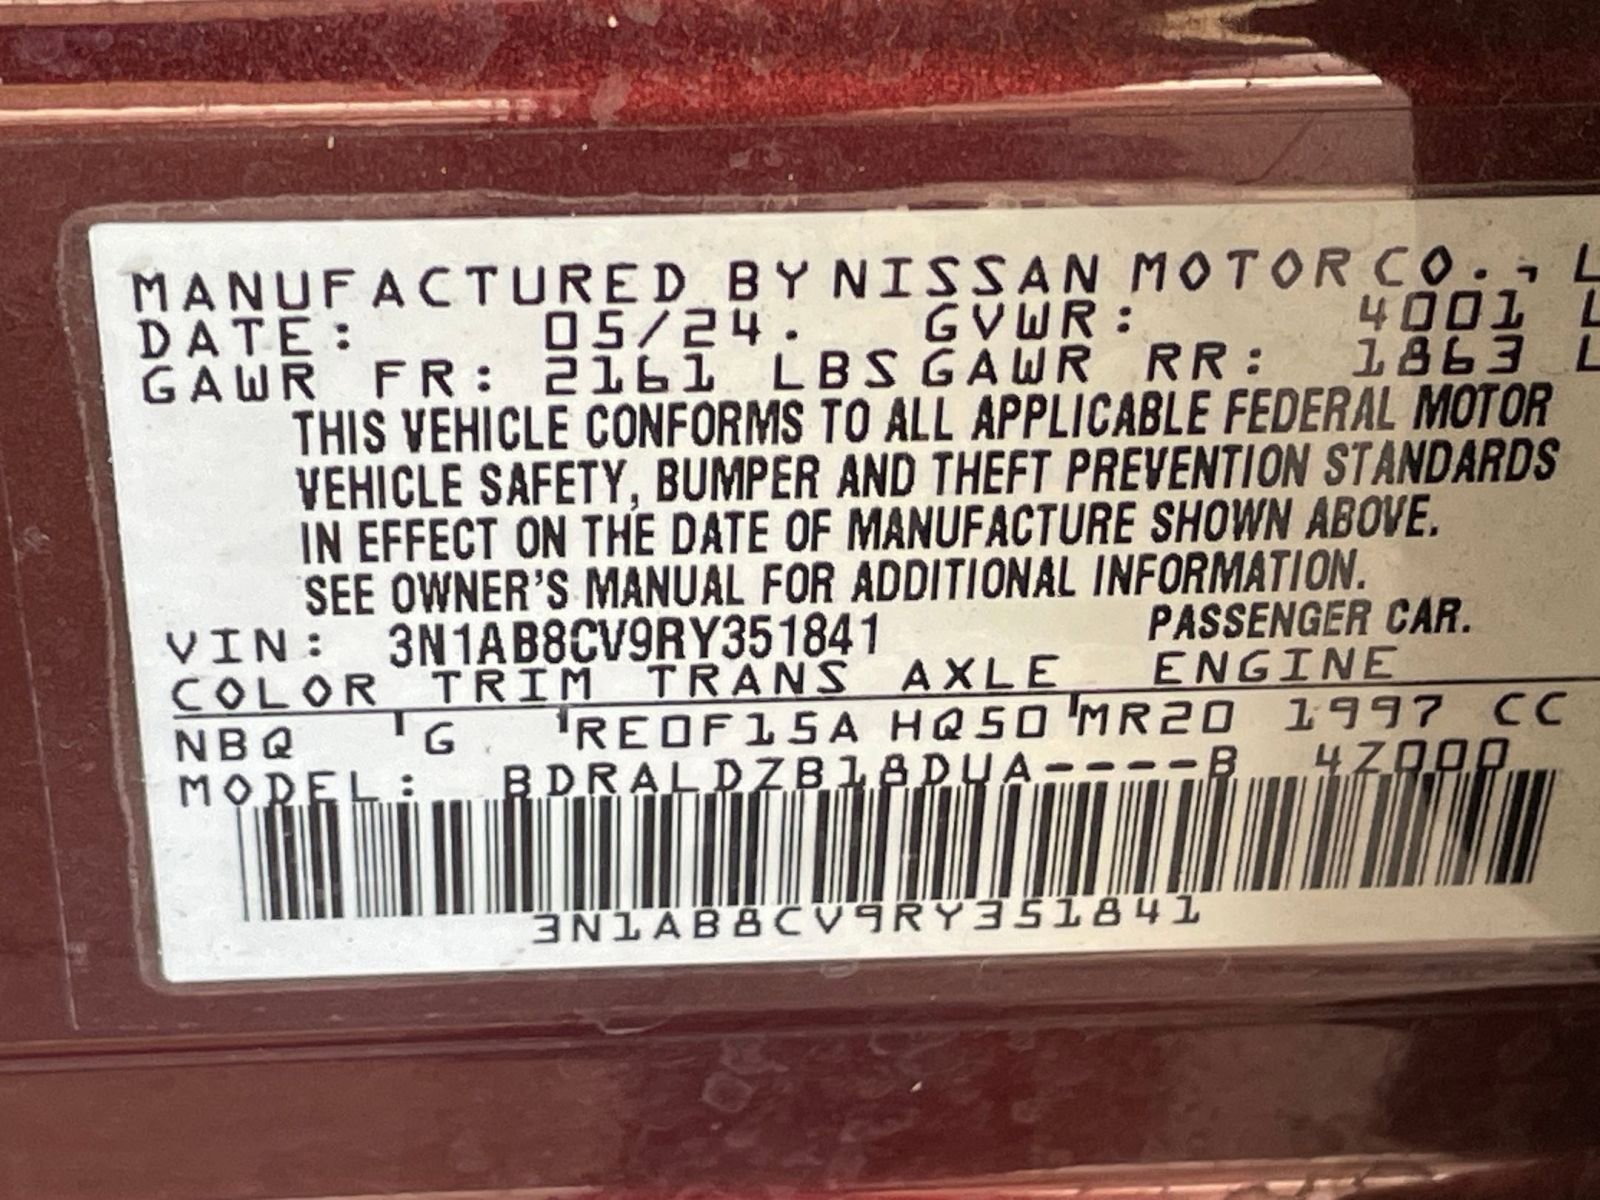 MANUFACTURED BY NISSAN MOTOR CO., L
DATE: 05/24. GVWR: 4001 L
GAWR FR: 2161 LBS GAWR RR: 1863 L
THIS VEHICLE CONFORMS TO ALL APPLICABLE FEDERAL MOTOR
VEHICLE SAFETY, BUMPER AND THEFT PREVENTION STANDARDS
IN EFFECT ON THE DATE OF MANUFACTURE SHOWN ABOVE.
SEE OWNER'S MANUAL FOR ADDITIONAL INFORMATION.
VIN: 3N1AB8CV9RY351841 PASSENGER CAR.
COLOR TRIM TRANS AXLE ENGINE
NBQ G RE0F15A HQ50 MR20 1997 CC
MODEL: BDRALDZB18DUA----B 4Z000
3N1AB8CV9RY351841